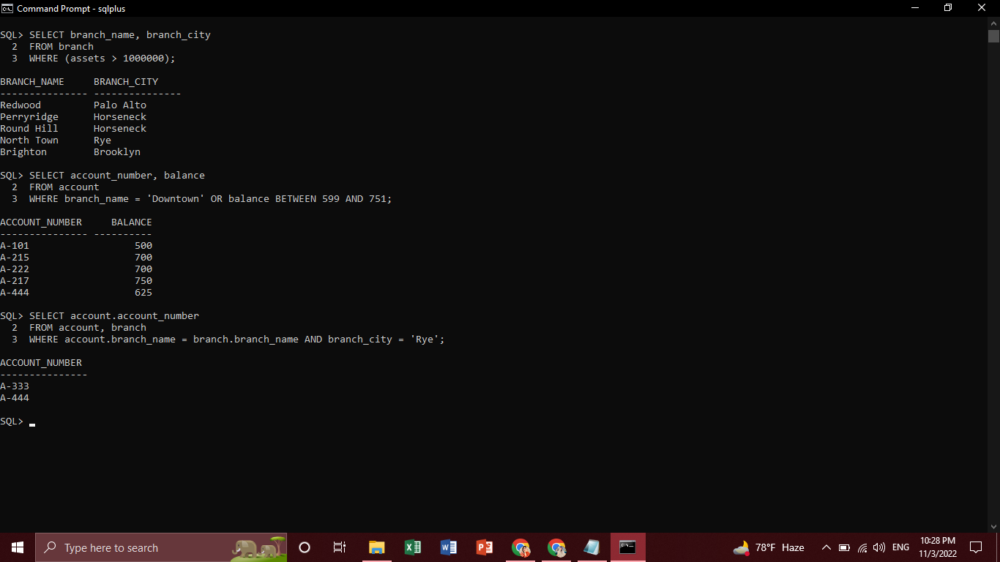 Command Prompt - sqlplus
SQL> SELECT branch_name, branch_city
  2  FROM branch
  3  WHERE (assets > 1000000);
BRANCH_NAME     BRANCH_CITY
--------------- ---------------
Redwood         Palo Alto
Perryridge      Horseneck
Round Hill      Horseneck
North Town      Rye
Brighton        Brooklyn
SQL> SELECT account_number, balance
  2  FROM account
  3  WHERE branch_name = 'Downtown' OR balance BETWEEN 599 AND 751;
ACCOUNT_NUMBER     BALANCE
--------------- ----------
A-101                  500
A-215                  700
A-222                  700
A-217                  750
A-444                  625
SQL> SELECT account.account_number
  2  FROM account, branch
  3  WHERE account.branch_name = branch.branch_name AND branch_city = 'Rye';
ACCOUNT_NUMBER
---------------
A-333
A-444
SQL> _
Type here to search
78°F Haze
ENG
10:28 PM
11/3/2022